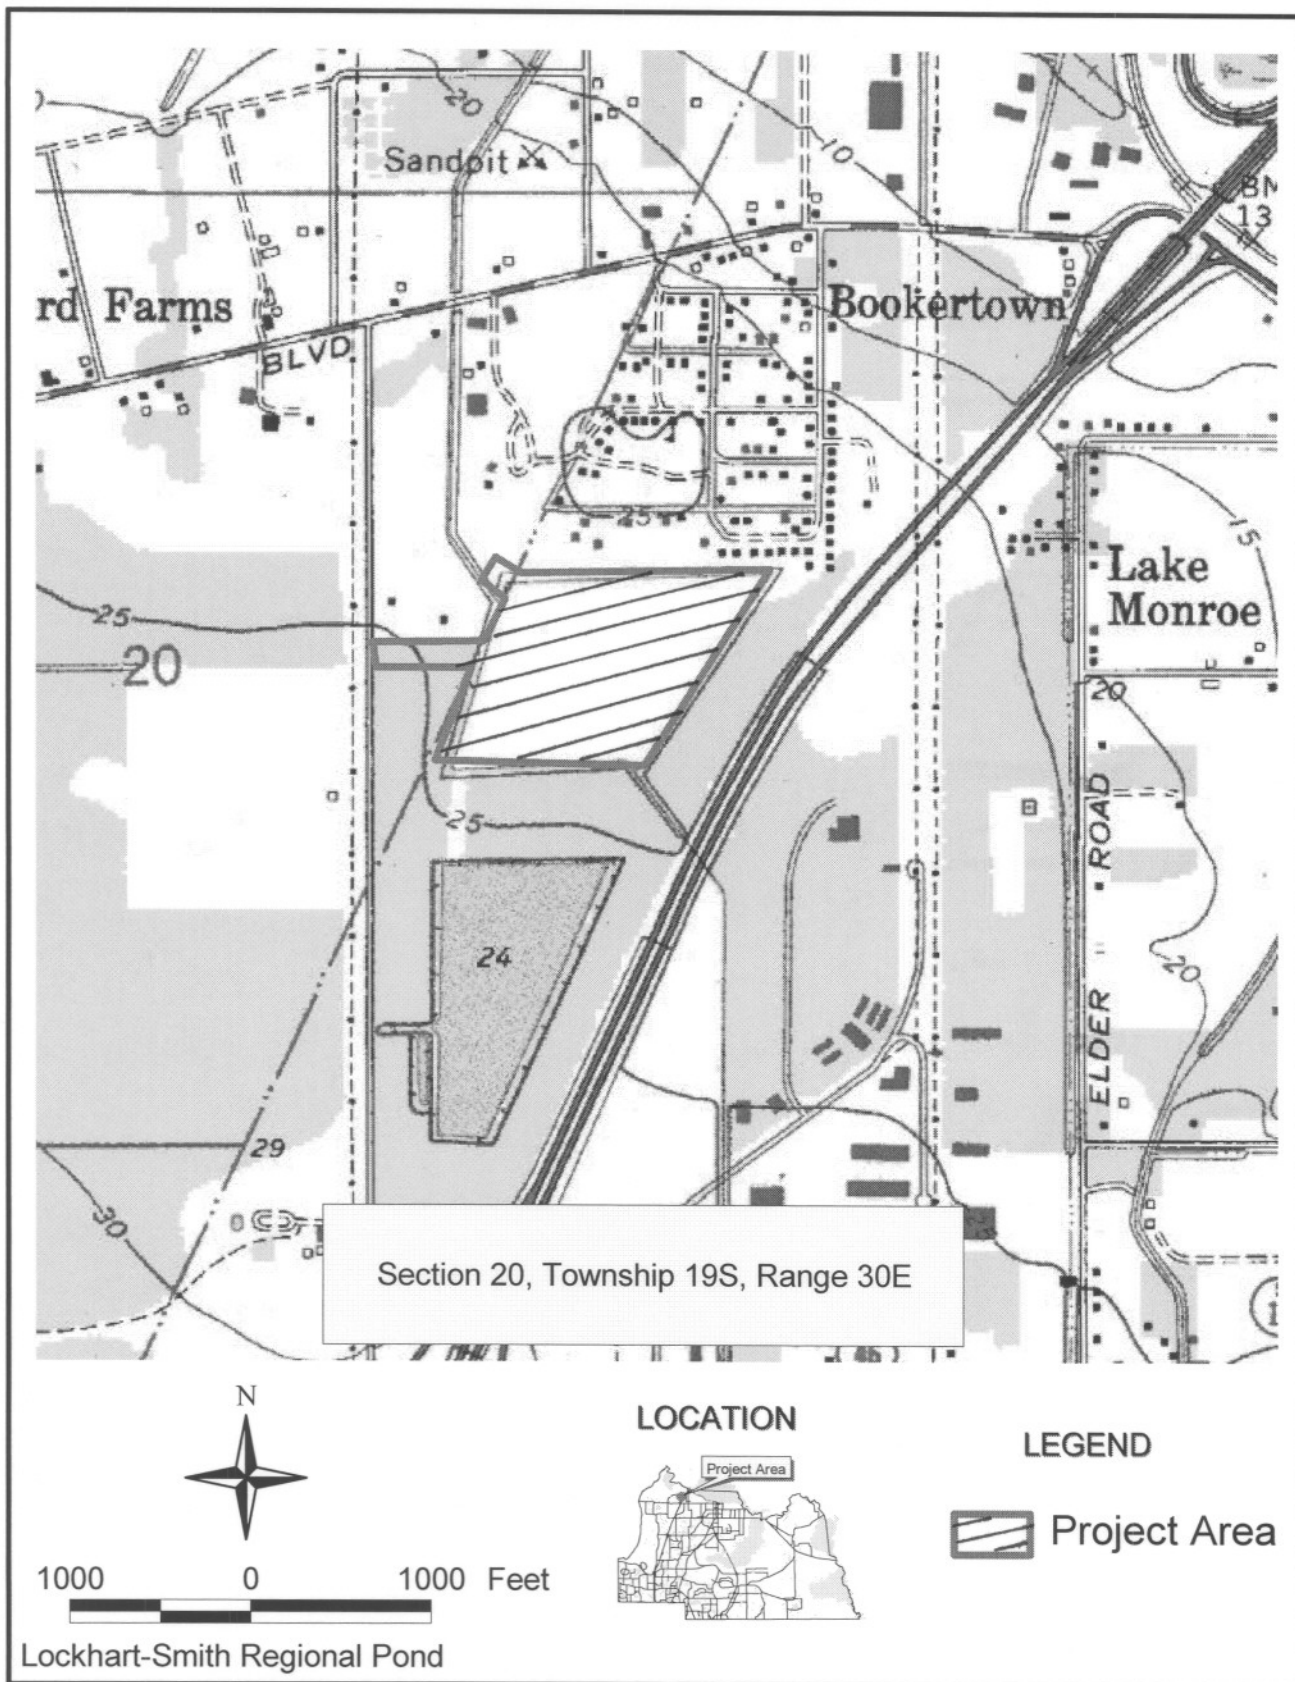 20
10
Sandpit
BM
13
rd Farms
BLVD
Bookertown
25
15
Lake
Monroe
25
20
20
25
ROAD
24
20
ELDER
29
30
Section 20, Township 19S, Range 30E
N
LOCATION
Project Area
LEGEND
Project Area
1000 0 1000 Feet
Lockhart-Smith Regional Pond